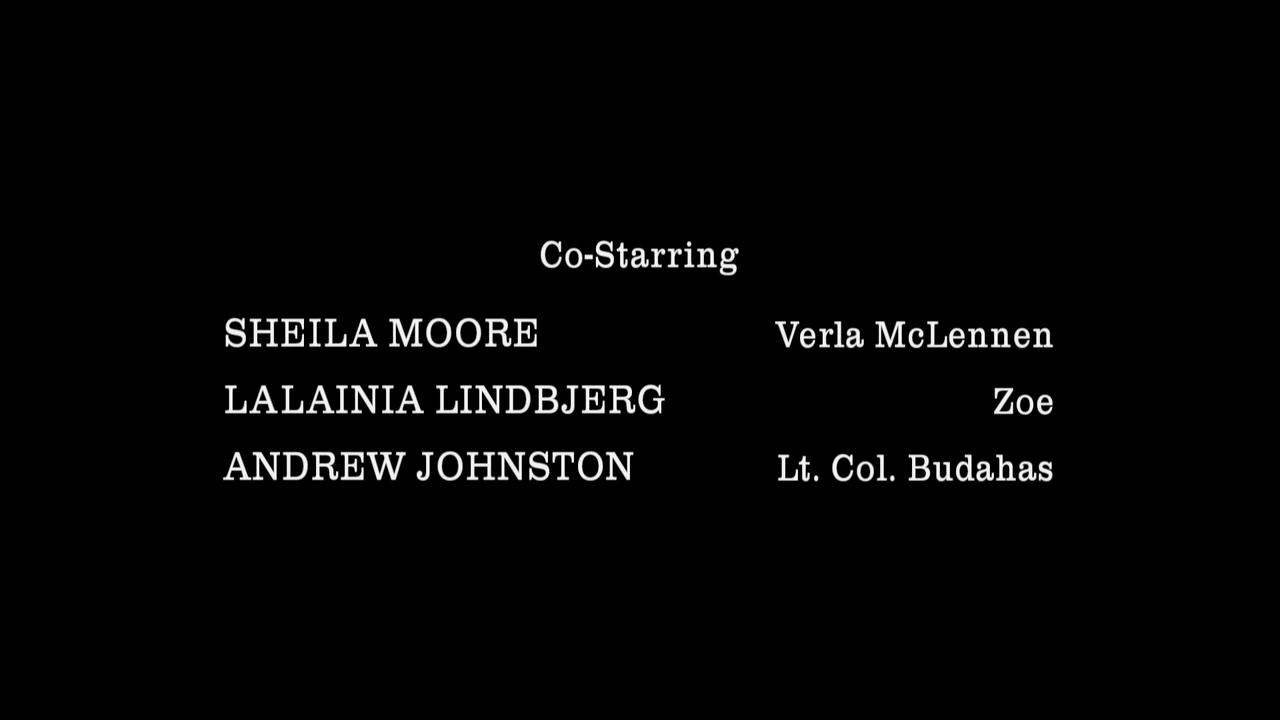 Co-Starring
SHEILA MOORE Verla McLennen
LALAINIA LINDBJERG Zoe
ANDREW JOHNSTON Lt. Col. Budahas